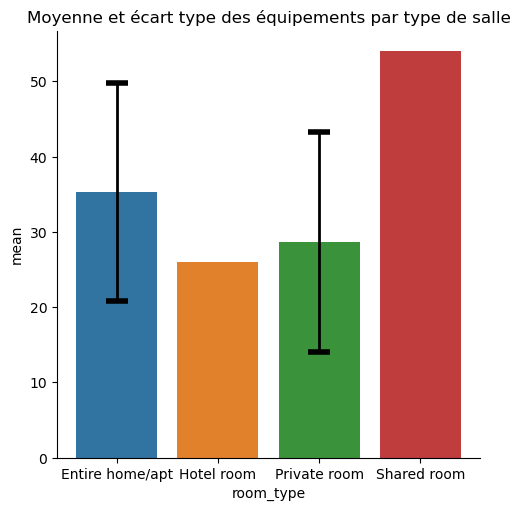 Moyenne et écart type des équipements par type de salle
50
40
30
20
10
0
mean
Entire home/apt Hotel room Private room Shared room
room_type